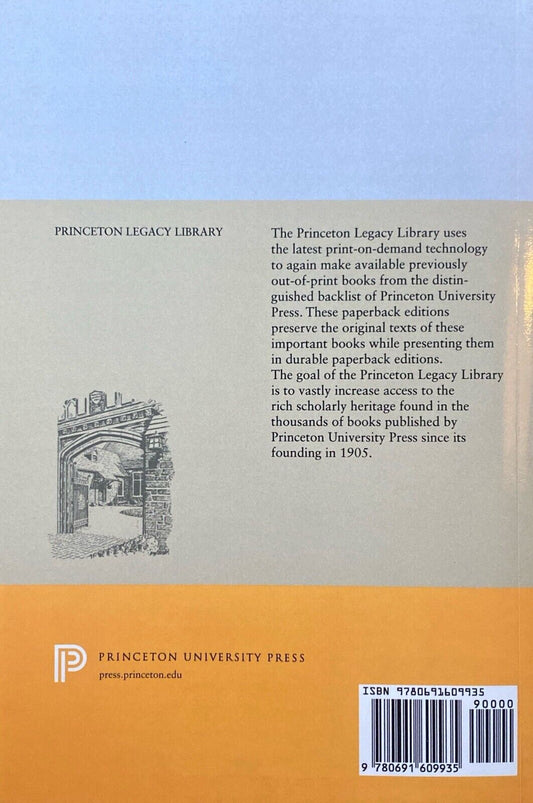 PRINCETON LEGACY LIBRARY
The Princeton Legacy Library uses
the latest print-on-demand technology
to again make available previously
out-of-print books from the distin-
guished backlist of Princeton University
Press. These paperback editions
preserve the original texts of these
important books while presenting them
in durable paperback editions.
The goal of the Princeton Legacy Library
is to vastly increase access to the
rich scholarly heritage found in the
thousands of books published by
Princeton University Press since its
founding in 1905.
PRINCETON UNIVERSITY PRESS
press.princeton.edu
ISBN 9780691609935
90000
9 780691 609935